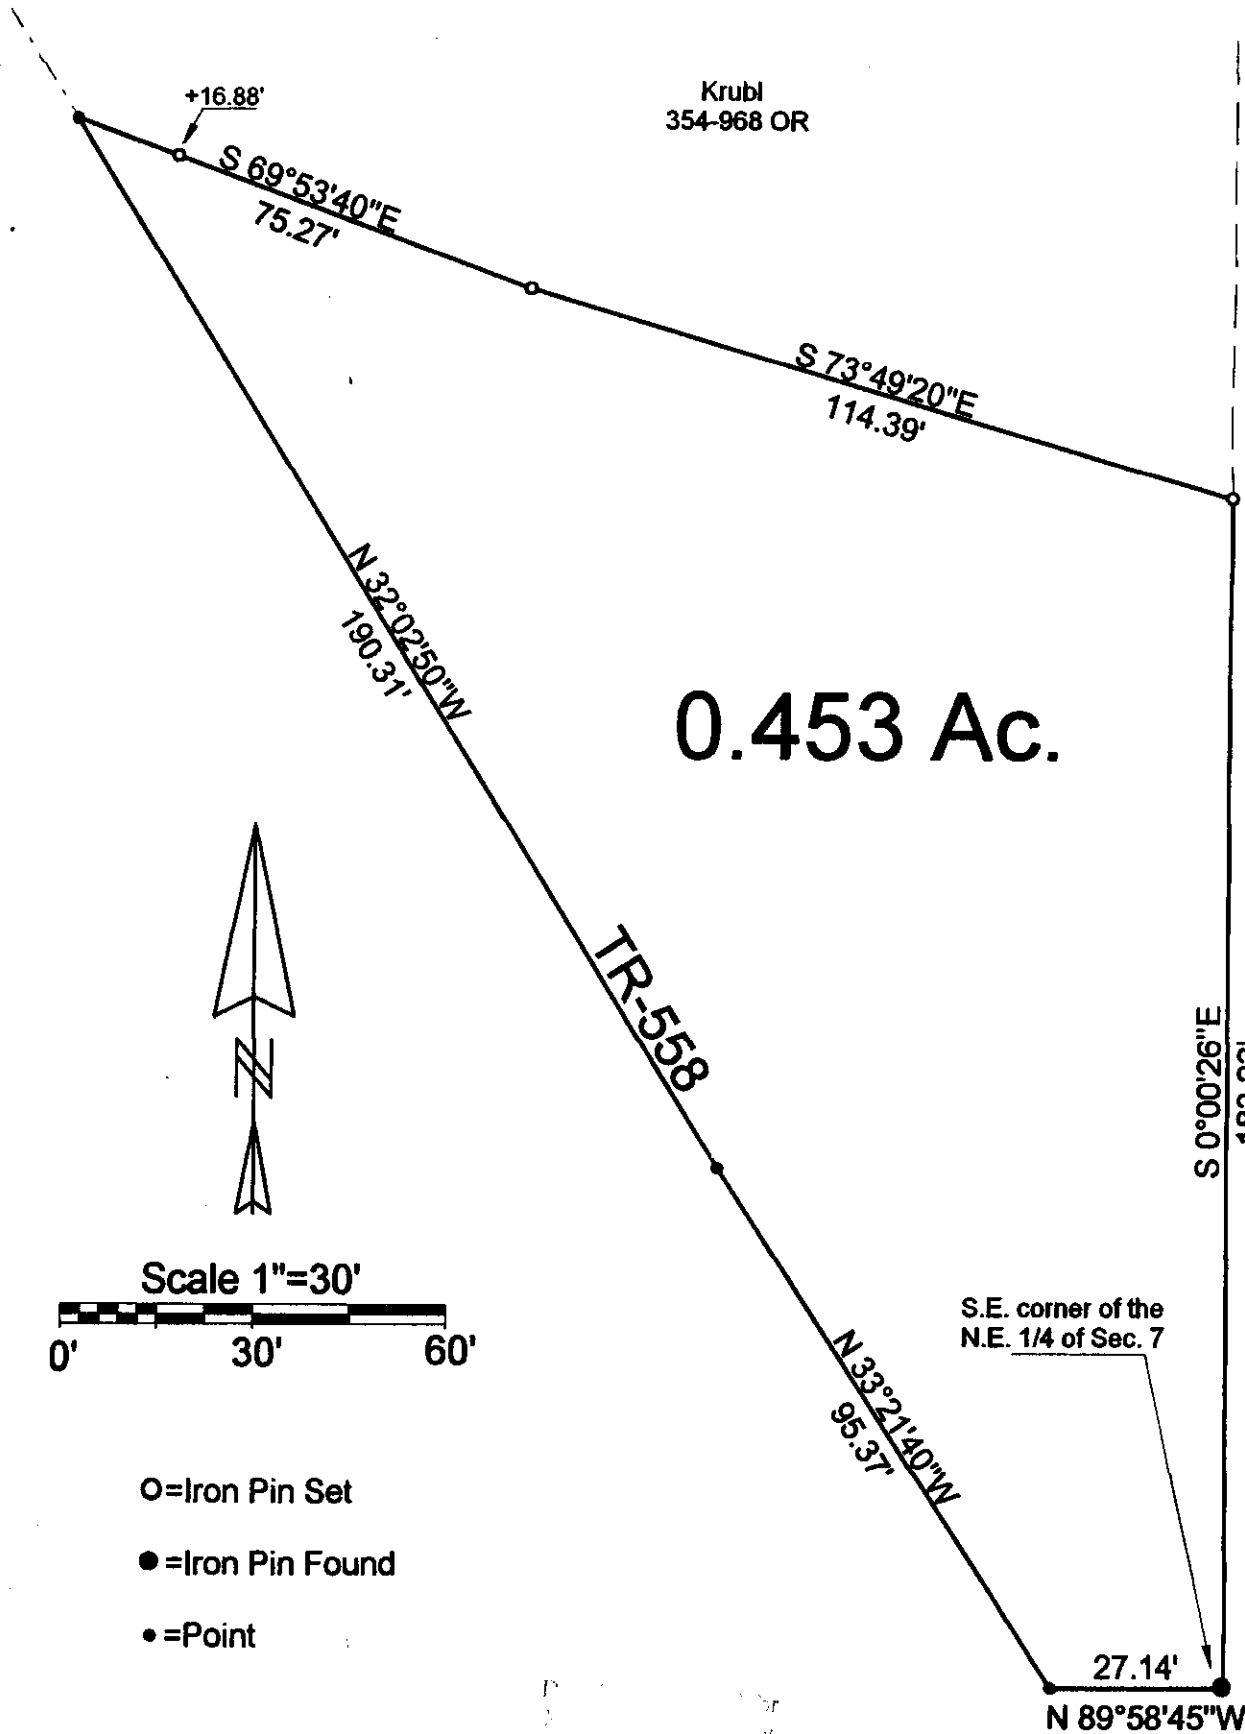 +16.88'
Krubl
354-968 OR
S 69°53'40"E
75.27'
S 73°49'20"E
114.39'
N 32°02'50"W
190.31'
0.453 Ac.
TR-558
N
S 0°00'26"E
Scale 1"=30'
0' 30' 60'
S.E. corner of the
N.E. 1/4 of Sec. 7
N 33°21'40"W
95.37'
O=Iron Pin Set
●=Iron Pin Found
•=Point
27.14'
N 89°58'45"W